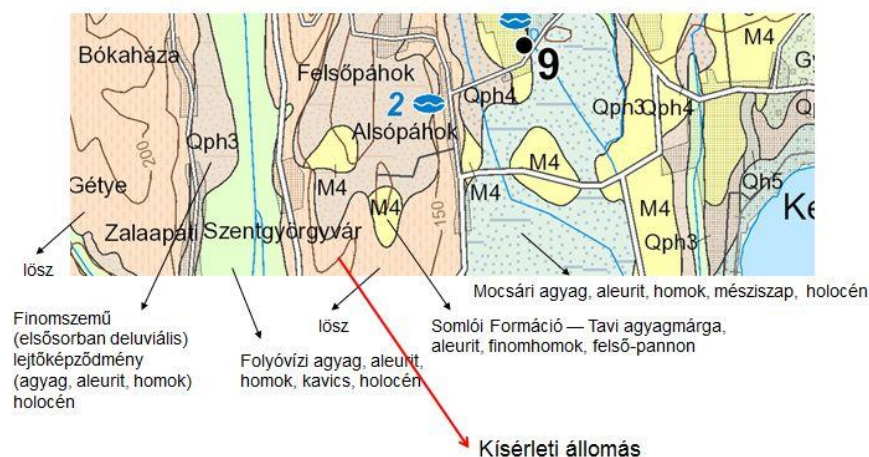 Bókaháza
Felsőpáhok
9
M4
Gy
2
Qph4
Qph3
Qph4
Qph3
Alsópáhok
200
M4
Qh5
Gétye
M4
M4
M4
150
M4
Ke
Zalaapáti
Szentgyörgyvár
Qph3
lösz
Mocsári agyag, aleurit, homok, mésziszap, holocén
lösz
Somlói Formáció — Tavi agyagmárga,
aleurit, finomhomok, felső-pannon
Finomszemű
(elsősorban deluviális)
lejtőképződmény
(agyag, aleurit, homok)
holocén
Folyóvízi agyag, aleurit,
homok, kavics, holocén
Kísérleti állomás